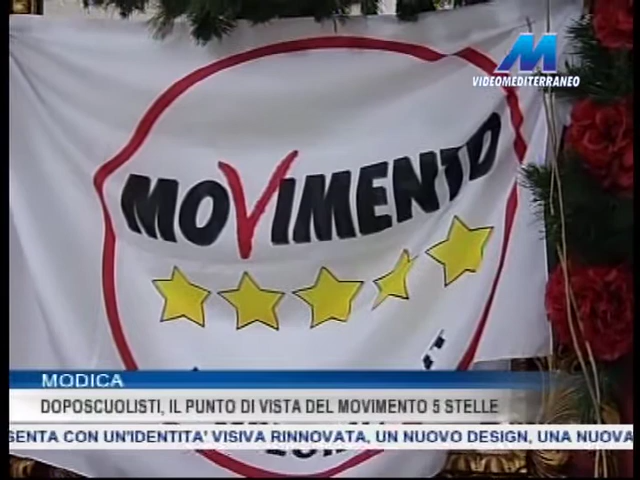 M
VIDEOMEDITERRANEO
MOVIMENTO
MODICA
DOPOSCUOLISTI, IL PUNTO DI VISTA DEL MOVIMENTO 5 STELLE
SENTA CON UN'IDENTITA' VISIVA RINNOVATA, UN NUOVO DESIGN, UNA NUOVA